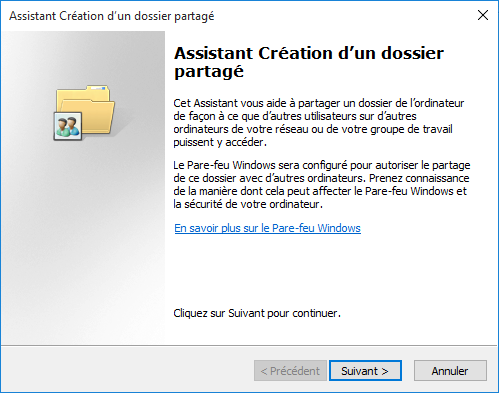 Assistant Création d'un dossier partagé
Assistant Création d'un dossier
partagé
Cet Assistant vous aide à partager un dossier de l'ordinateur
de façon à ce que d'autres utilisateurs sur d'autres
ordinateurs de votre réseau ou de votre groupe de travail
puissent y accéder.
Le Pare-feu Windows sera configuré pour autoriser le partage
de ce dossier avec d'autres ordinateurs. Prenez connaissance
de la manière dont cela peut affecter le Pare-feu Windows et
la sécurité de votre ordinateur.
En savoir plus sur le Pare-feu Windows
Cliquez sur Suivant pour continuer.
< Précédent Suivant > Annuler